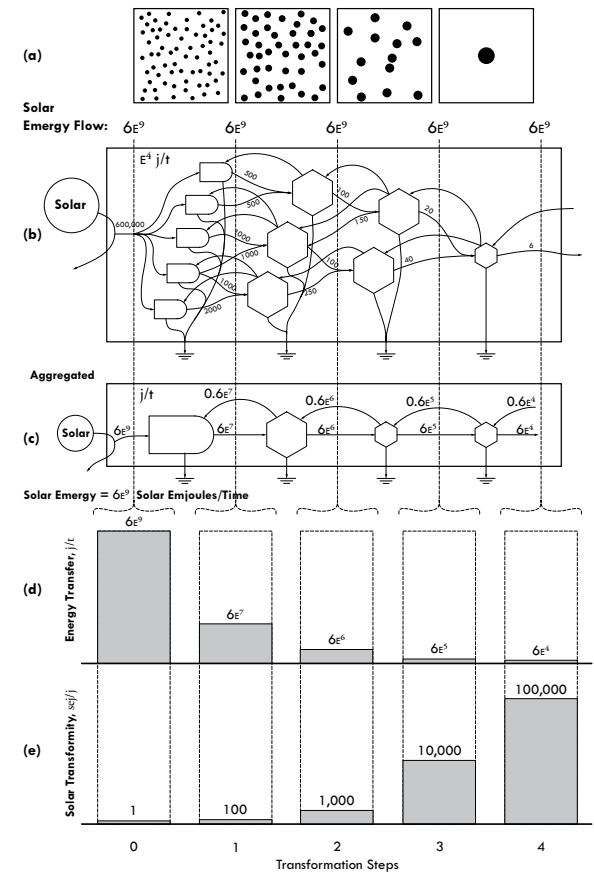 (a)
Solar
Emergy Flow: 6E⁹ 6E⁹ 6E⁹ 6E⁹ 6E⁹
E⁴ j/t
Solar
600,000
(b)
500
500
1000
1000
1000
2000
100
150
100
250
20
40
6
Aggregated
j/t
0.6E⁷ 0.6E⁶ 0.6E⁵ 0.6E⁴
(c)
Solar
6E⁹ 6E⁷ 6E⁶ 6E⁵ 6E⁴
Solar Emergy = 6E⁹ Solar Emjoules/Time
(d)
Energy Transfer, j/t
6E⁹
6E⁷
6E⁶
6E⁵
6E⁴
(e)
Solar Transformity, sej/j
1
100
1,000
10,000
100,000
0 1 2 3 4
Transformation Steps